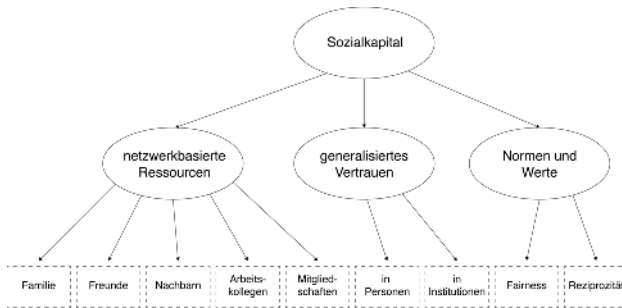 Sozialkapital
netzwerkbasierte
Ressourcen
generalisiertes
Vertrauen
Normen und
Werte
Familie
Freunde
Nachbarn
Arbeits-
kollegen
Mitglied-
schaften
in
Personen
in
Institutionen
Fairness
Reziprozität